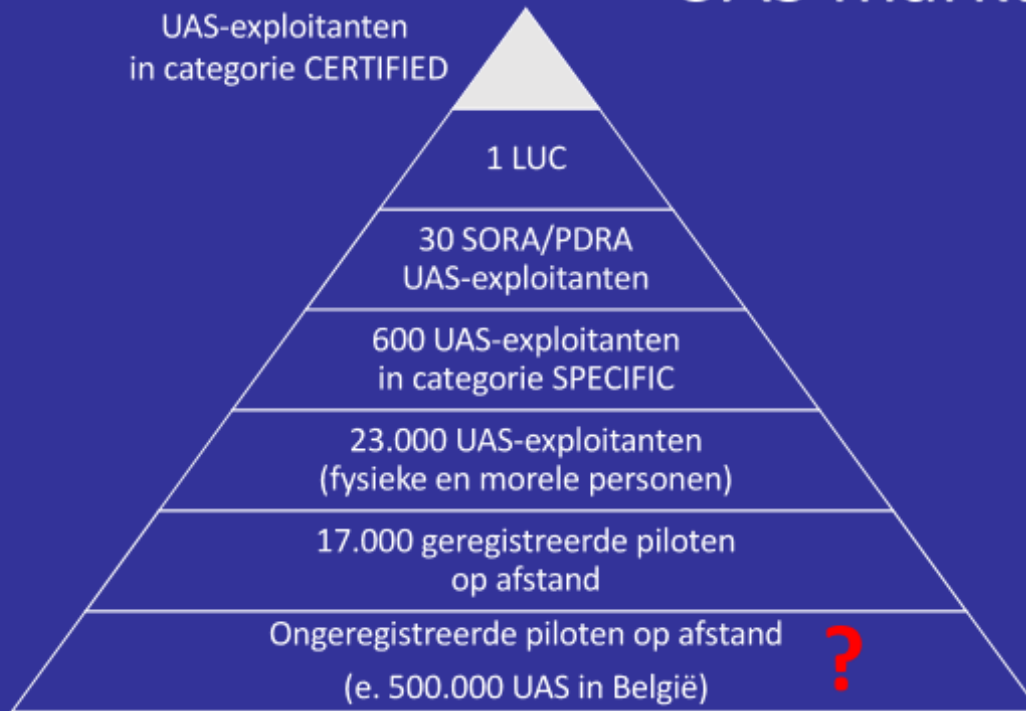 UAS-exploitanten
in categorie CERTIFIED
1 LUC
30 SORA/PDRA
UAS-exploitanten
600 UAS-exploitanten
in categorie SPECIFIC
23.000 UAS-exploitanten
(fysieke en morele personen)
17.000 geregistreerde piloten
op afstand
Ongeregistreerde piloten op afstand
(e. 500.000 UAS in België)
?